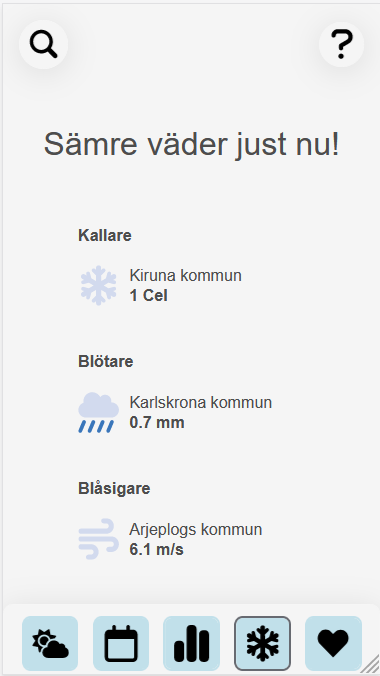 Sämre väder just nu!
Kallare
Kiruna kommun
1 Cel
Blötare
Karlskrona kommun
0.7 mm
Blåsigare
Arjeplogs kommun
6.1 m/s